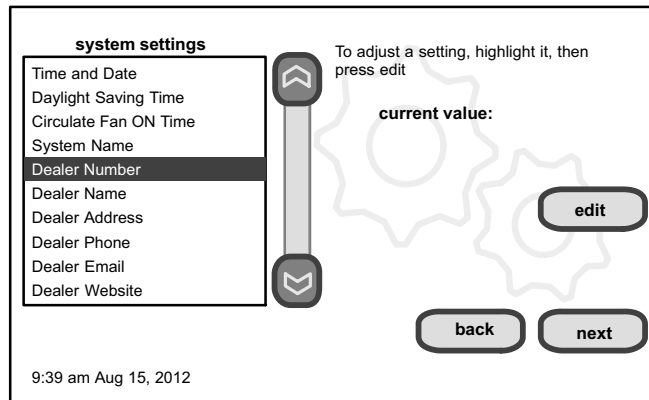 system settings
Time and Date
Daylight Saving Time
Circulate Fan ON Time
System Name
Dealer Number
Dealer Name
Dealer Address
Dealer Phone
Dealer Email
Dealer Website
To adjust a setting, highlight it, then
press edit
current value:
edit
back
next
9:39 am Aug 15, 2012